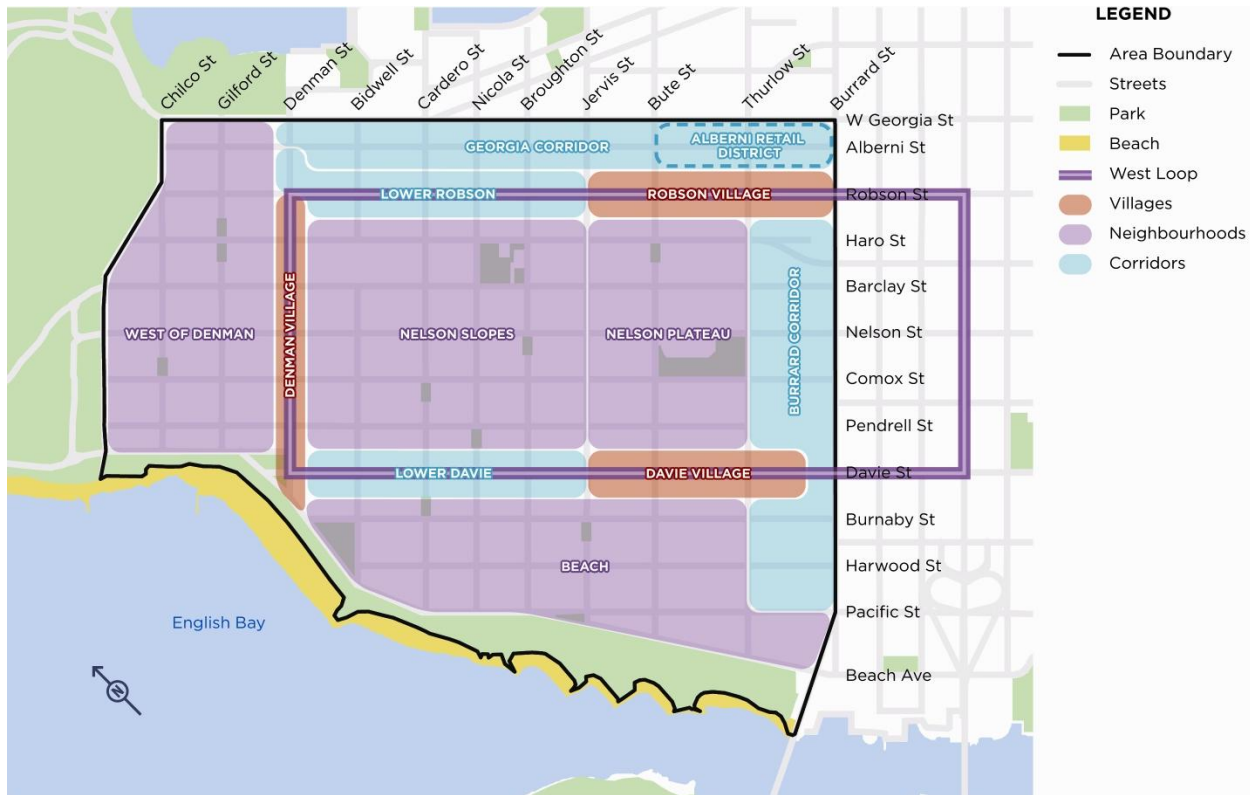 LEGEND
Area Boundary
Streets
Park
Beach
West Loop
Villages
Neighbourhoods
Corridors
Chilco St
Gilford St
Denman St
Bidwell St
Cardero St
Nicola St
Broughton St
Jervis St
Bute St
Thurlow St
Burrard St
W Georgia St
Alberni St
Robson St
Haro St
Barclay St
Nelson St
Comox St
Pendrell St
Davie St
Burnaby St
Harwood St
Pacific St
Beach Ave
GEORGIA CORRIDOR
ALBERNI RETAIL
DISTRICT
LOWER ROBSON
ROBSON VILLAGE
WEST OF DENMAN
DENMAN VILLAGE
NELSON SLOPES
NELSON PLATEAU
BURRARD CORRIDOR
LOWER DAVIE
DAVIE VILLAGE
BEACH
English Bay
N